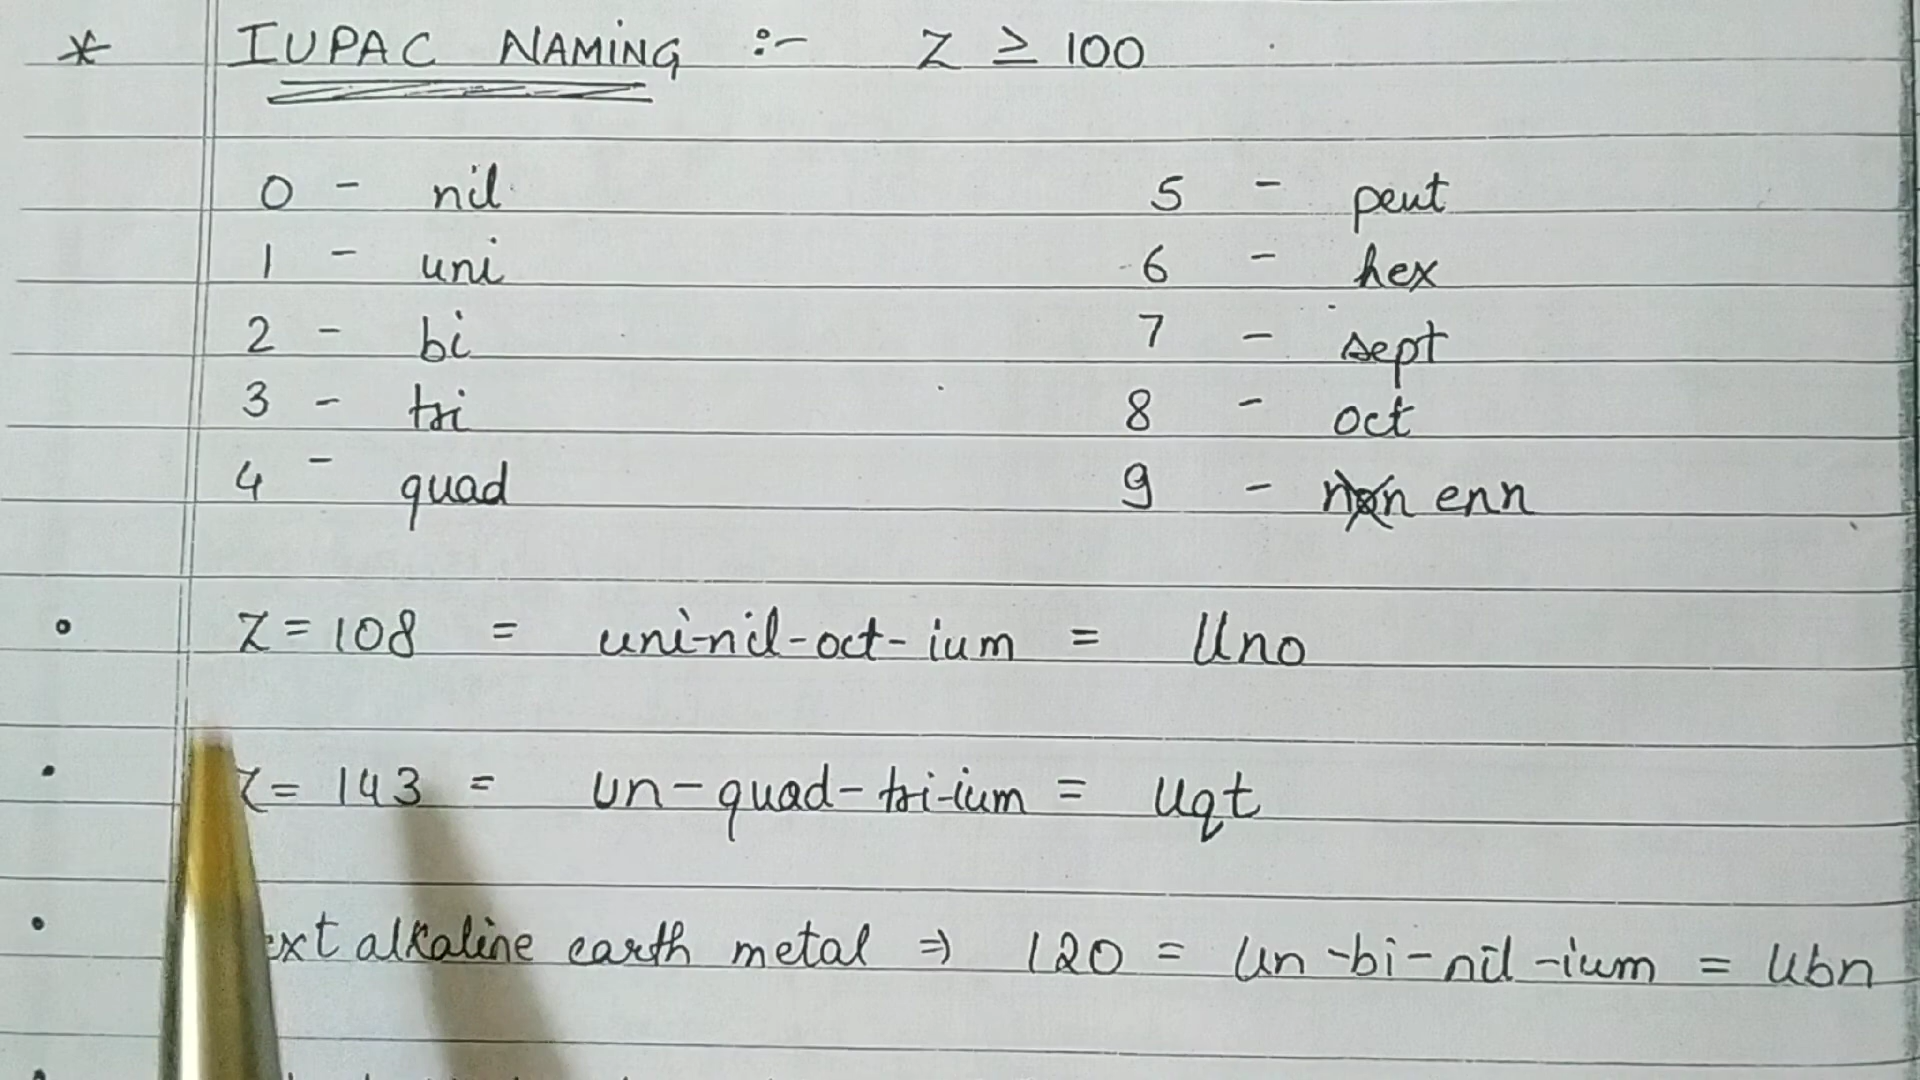 * IUPAC NAMING :- Z ≥ 100
0 - nil 5 - pent
1 - uni 6 - hex
2 - bi 7 - sept
3 - tri 8 - oct
4 - quad 9 - non enn
• Z = 108 = uni-nil-oct-ium = Uno
• Z = 143 = un-quad-tri-ium = Uqt
• ext alkaline earth metal ⇒ 120 = Un-bi-nil-ium = Ubn